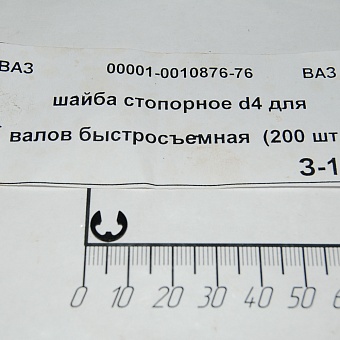 ВАЗ 00001-0010876-76 ВАЗ
шайба стопорное d4 для
валов быстросъемная (200 шт
3-1
0 10 20 30 40 50